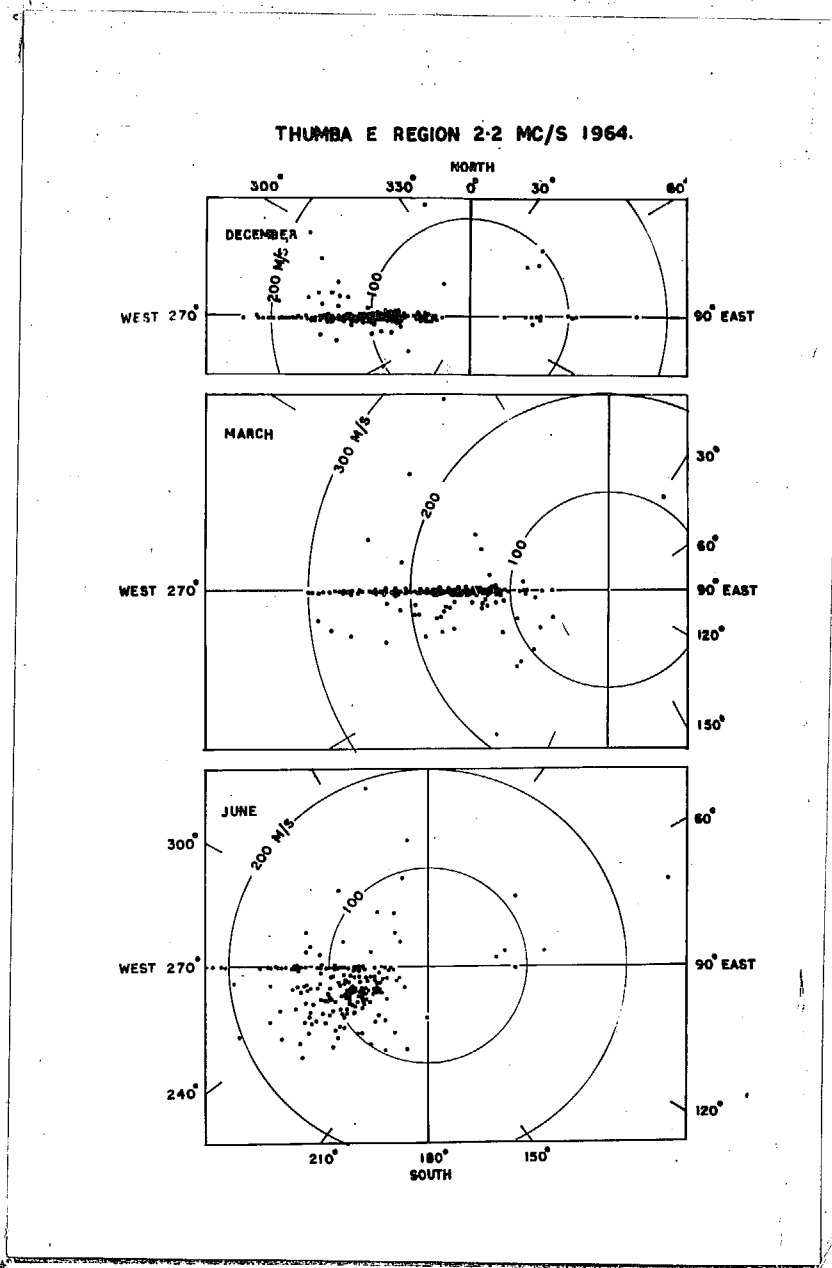 THUMBA E REGION 2·2 MC/S 1964.
NORTH
300° 330° 0° 30° 60°
DECEMBER
200 M/S 100
WEST 270° 90° EAST
MARCH
300 M/S
30°
200
100
60°
WEST 270° 90° EAST
120°
150°
JUNE
200 M/S
60°
300°
100
WEST 270° 90° EAST
240°
120°
210° 180° 150°
SOUTH